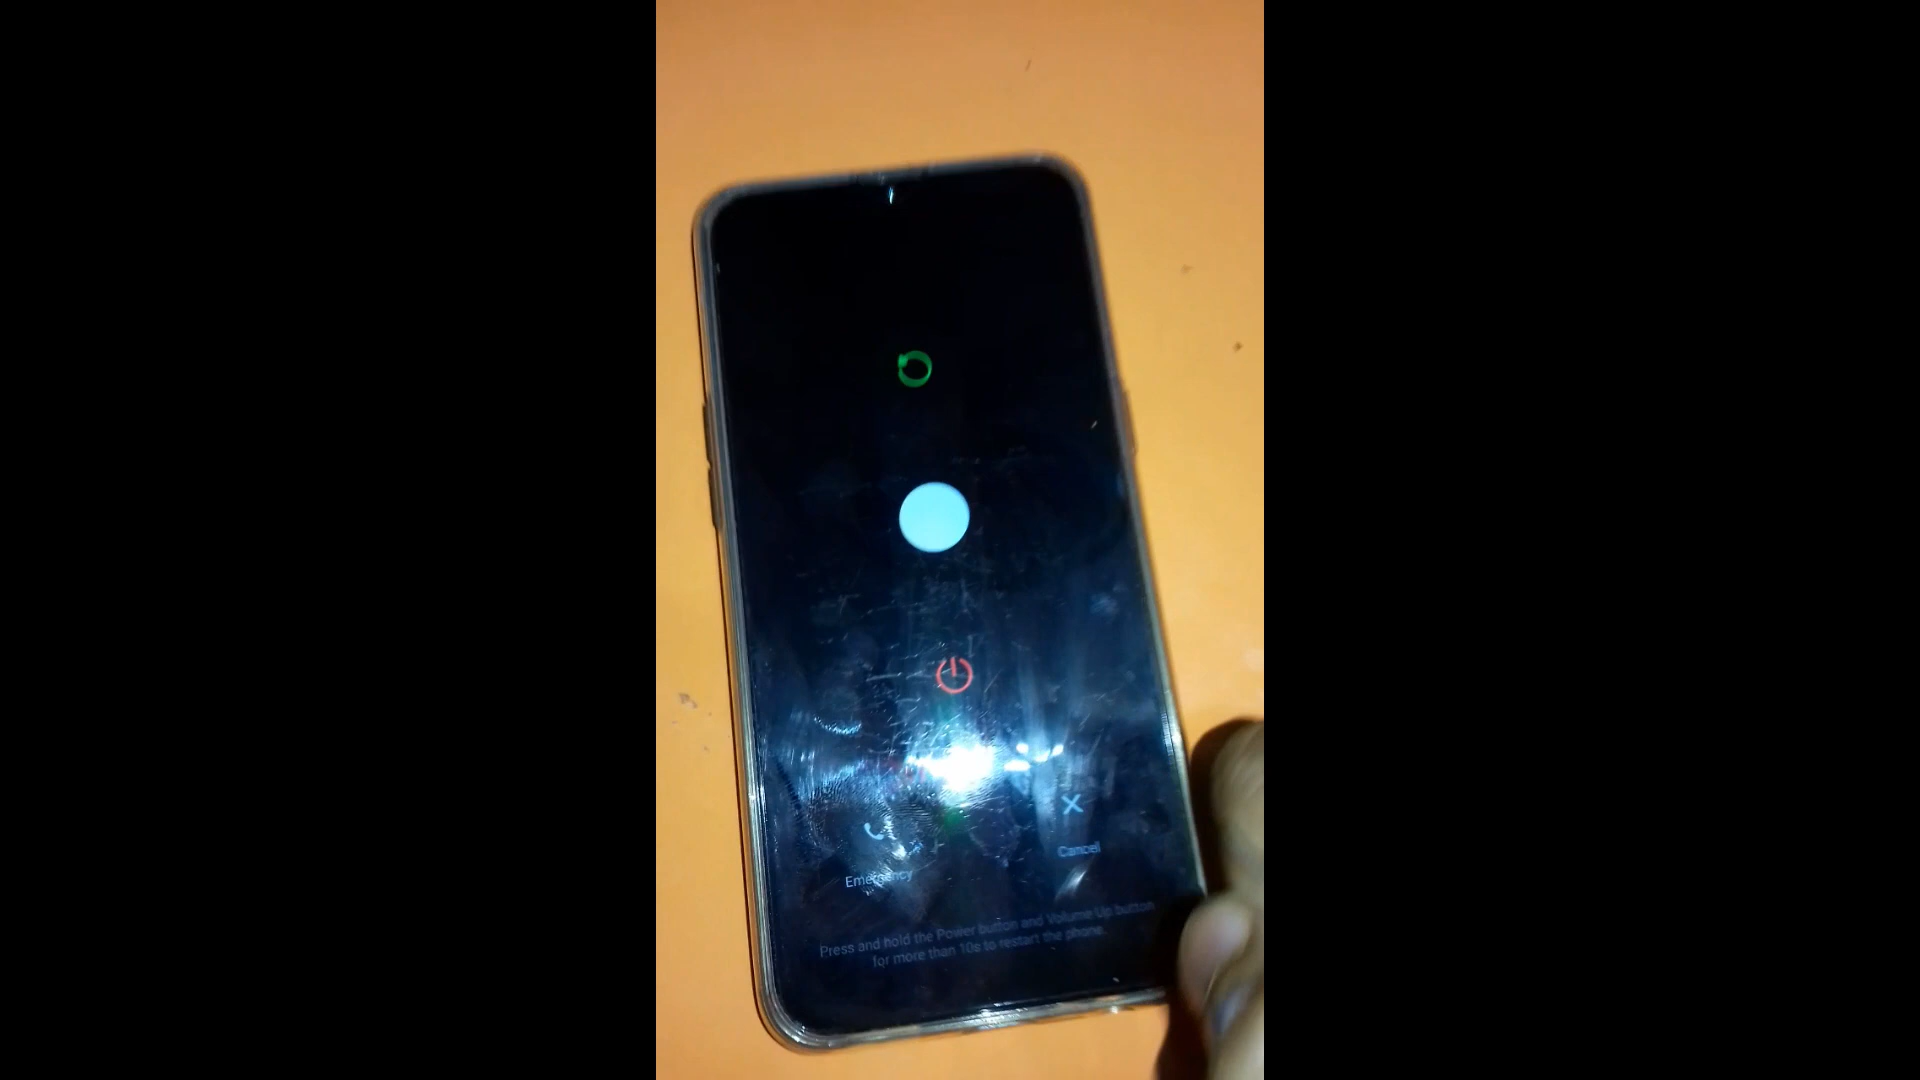 Cancel
Emergency
Press and hold the Power button and Volume Up button
for more than 10s to restart the phone.